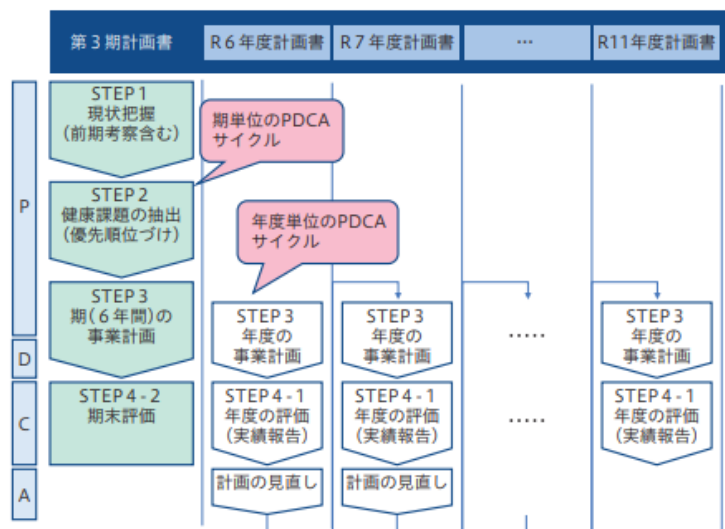 第3期計画書
R6年度計画書
R7年度計画書
…
R11年度計画書
P
D
C
A
STEP1
現状把握
(前期考察含む)
STEP2
健康課題の抽出
(優先順位づけ)
STEP3
期(6年間)の
事業計画
STEP4-2
期末評価
期単位のPDCA
サイクル
年度単位のPDCA
サイクル
STEP3
年度の
事業計画
STEP4-1
年度の評価
(実績報告)
計画の見直し
STEP3
年度の
事業計画
STEP4-1
年度の評価
(実績報告)
計画の見直し
.....
.....
STEP3
年度の
事業計画
STEP4-1
年度の評価
(実績報告)